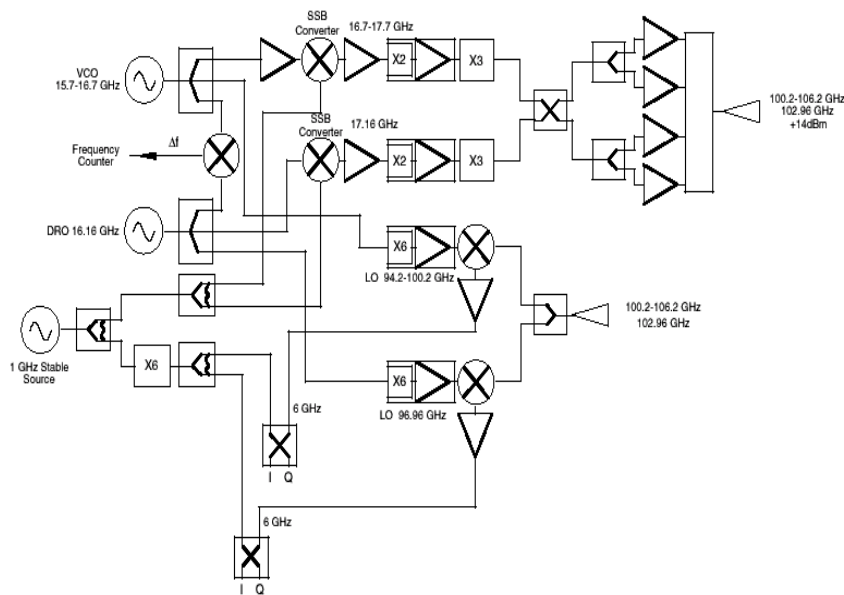 SSB
Converter
16.7-17.7 GHz
VCO
15.7-16.7 GHz
X2
X3
SSB
Converter
17.16 GHz
100.2-106.2 GHz
102.96 GHz
+14dBm
Frequency
Counter
Δf
X2
X3
DRO 16.16 GHz
X6
LO 94.2-100.2 GHz
100.2-106.2 GHz
102.96 GHz
1 GHz Stable
Source
X6
X6
LO 96.96 GHz
6 GHz
I Q
6 GHz
I Q